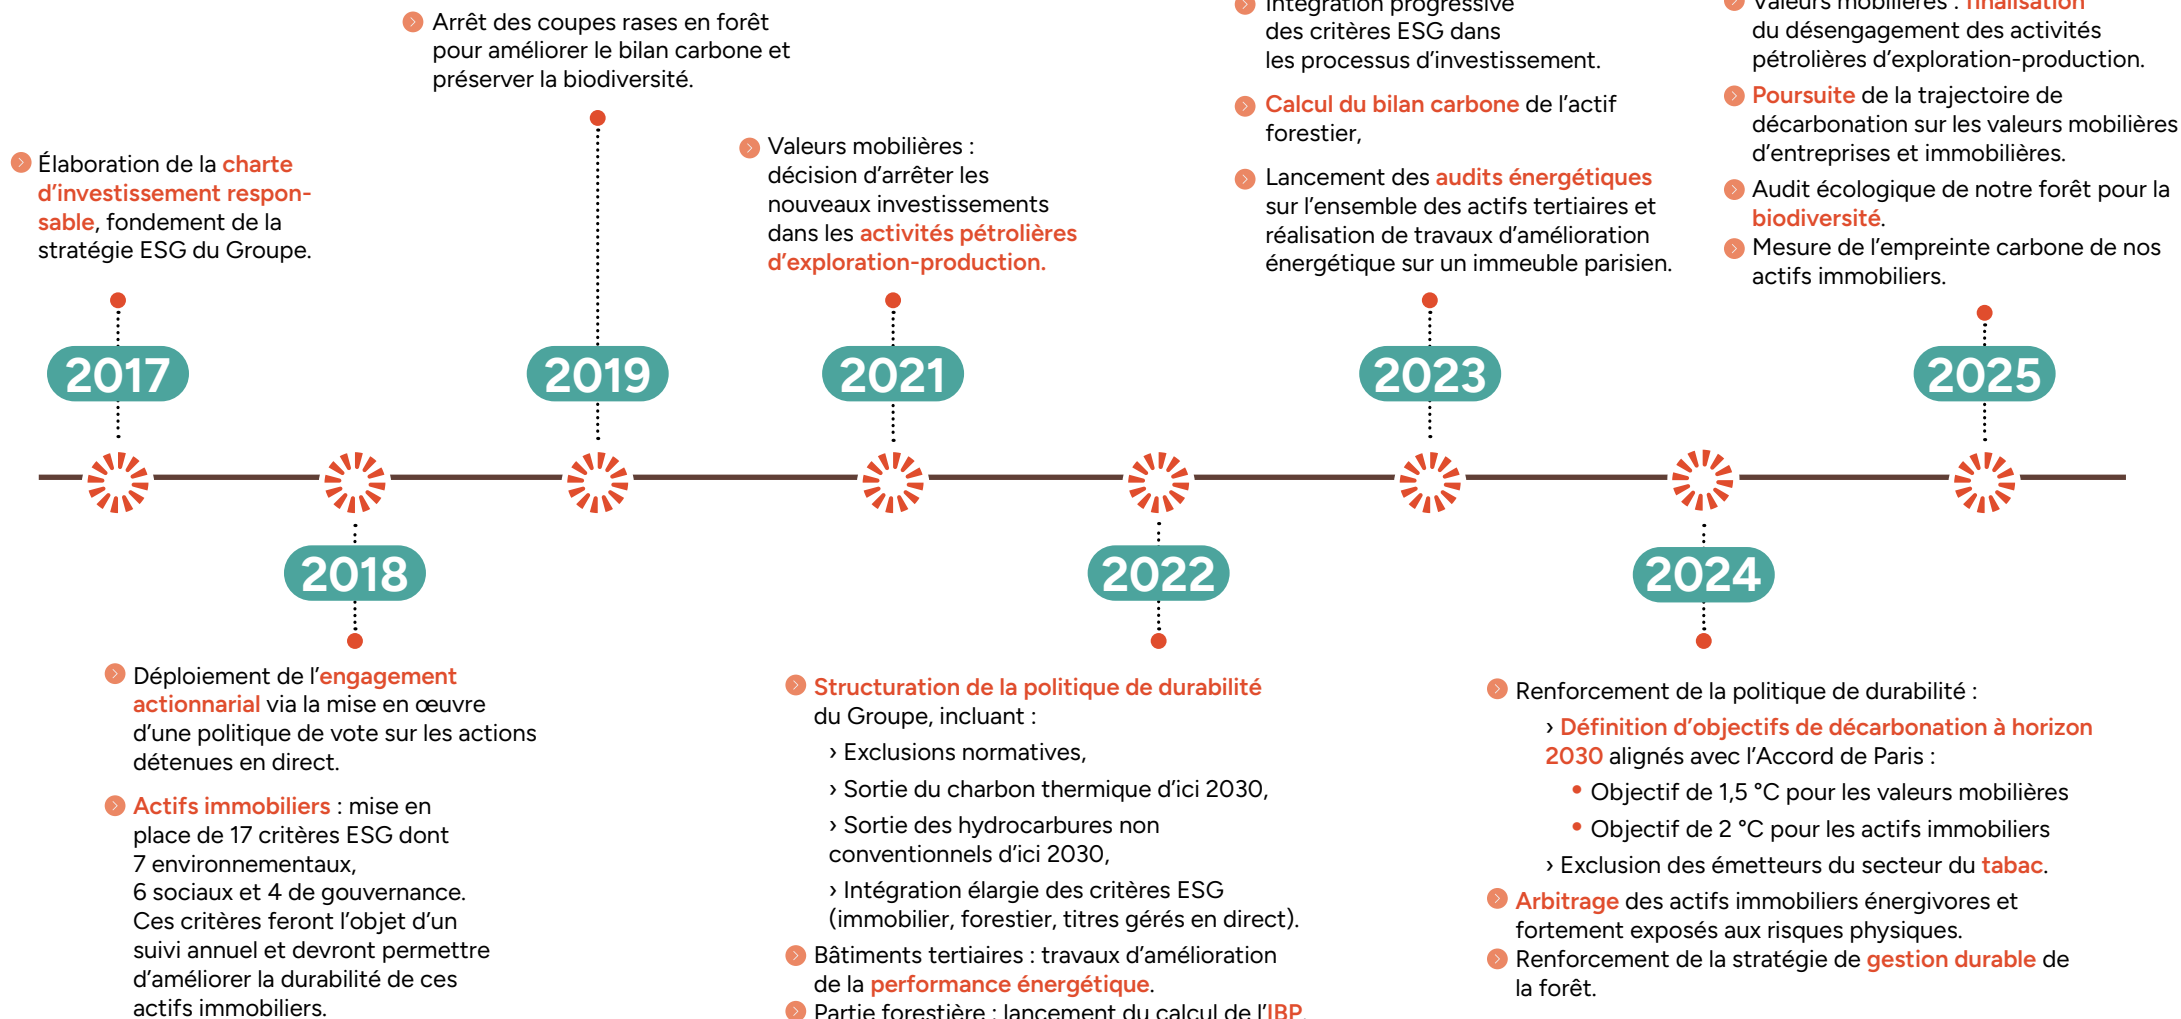 Élaboration de la charte
d’investissement respon-
sable, fondement de la
stratégie ESG du Groupe.
2017
Déploiement de l’engagement
actionnarial via la mise en œuvre
d’une politique de vote sur les actions
détenues en direct.
Actifs immobiliers : mise en
place de 17 critères ESG dont
7 environnementaux,
6 sociaux et 4 de gouvernance.
Ces critères feront l’objet d’un
suivi annuel et devront permettre
d’améliorer la durabilité de ces
actifs immobiliers.
2018
Arrêt des coupes rases en forêt
pour améliorer le bilan carbone et
préserver la biodiversité.
2019
Valeurs mobilières :
décision d’arrêter les
nouveaux investissements
dans les activités pétrolières
d’exploration-production.
2021
2022
Structuration de la politique de durabilité
du Groupe, incluant :
› Exclusions normatives,
› Sortie du charbon thermique d’ici 2030,
› Sortie des hydrocarbures non
conventionnels d’ici 2030,
› Intégration élargie des critères ESG
(immobilier, forestier, titres gérés en direct).
Bâtiments tertiaires : travaux d’amélioration
de la performance énergétique.
Partie forestière : lancement du calcul de l’IBP.
Intégration progressive
des critères ESG dans
les processus d’investissement.
Calcul du bilan carbone de l’actif
forestier,
Lancement des audits énergétiques
sur l’ensemble des actifs tertiaires et
réalisation de travaux d’amélioration
énergétique sur un immeuble parisien.
2023
2024
Renforcement de la politique de durabilité :
› Définition d’objectifs de décarbonation à horizon
2030 alignés avec l’Accord de Paris :
• Objectif de 1,5 °C pour les valeurs mobilières
• Objectif de 2 °C pour les actifs immobiliers
› Exclusion des émetteurs du secteur du tabac.
Arbitrage des actifs immobiliers énergivores et
fortement exposés aux risques physiques.
Renforcement de la stratégie de gestion durable de
la forêt.
Valeurs mobilières : finalisation
du désengagement des activités
pétrolières d’exploration-production.
Poursuite de la trajectoire de
décarbonation sur les valeurs mobilières
d’entreprises et immobilières.
Audit écologique de notre forêt pour la
biodiversité.
Mesure de l’empreinte carbone de nos
actifs immobiliers.
2025